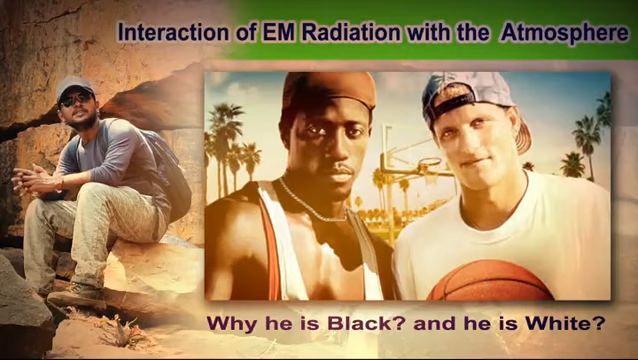 Interaction of EM Radiation with the Atmosphere
Why he is Black? and he is White?